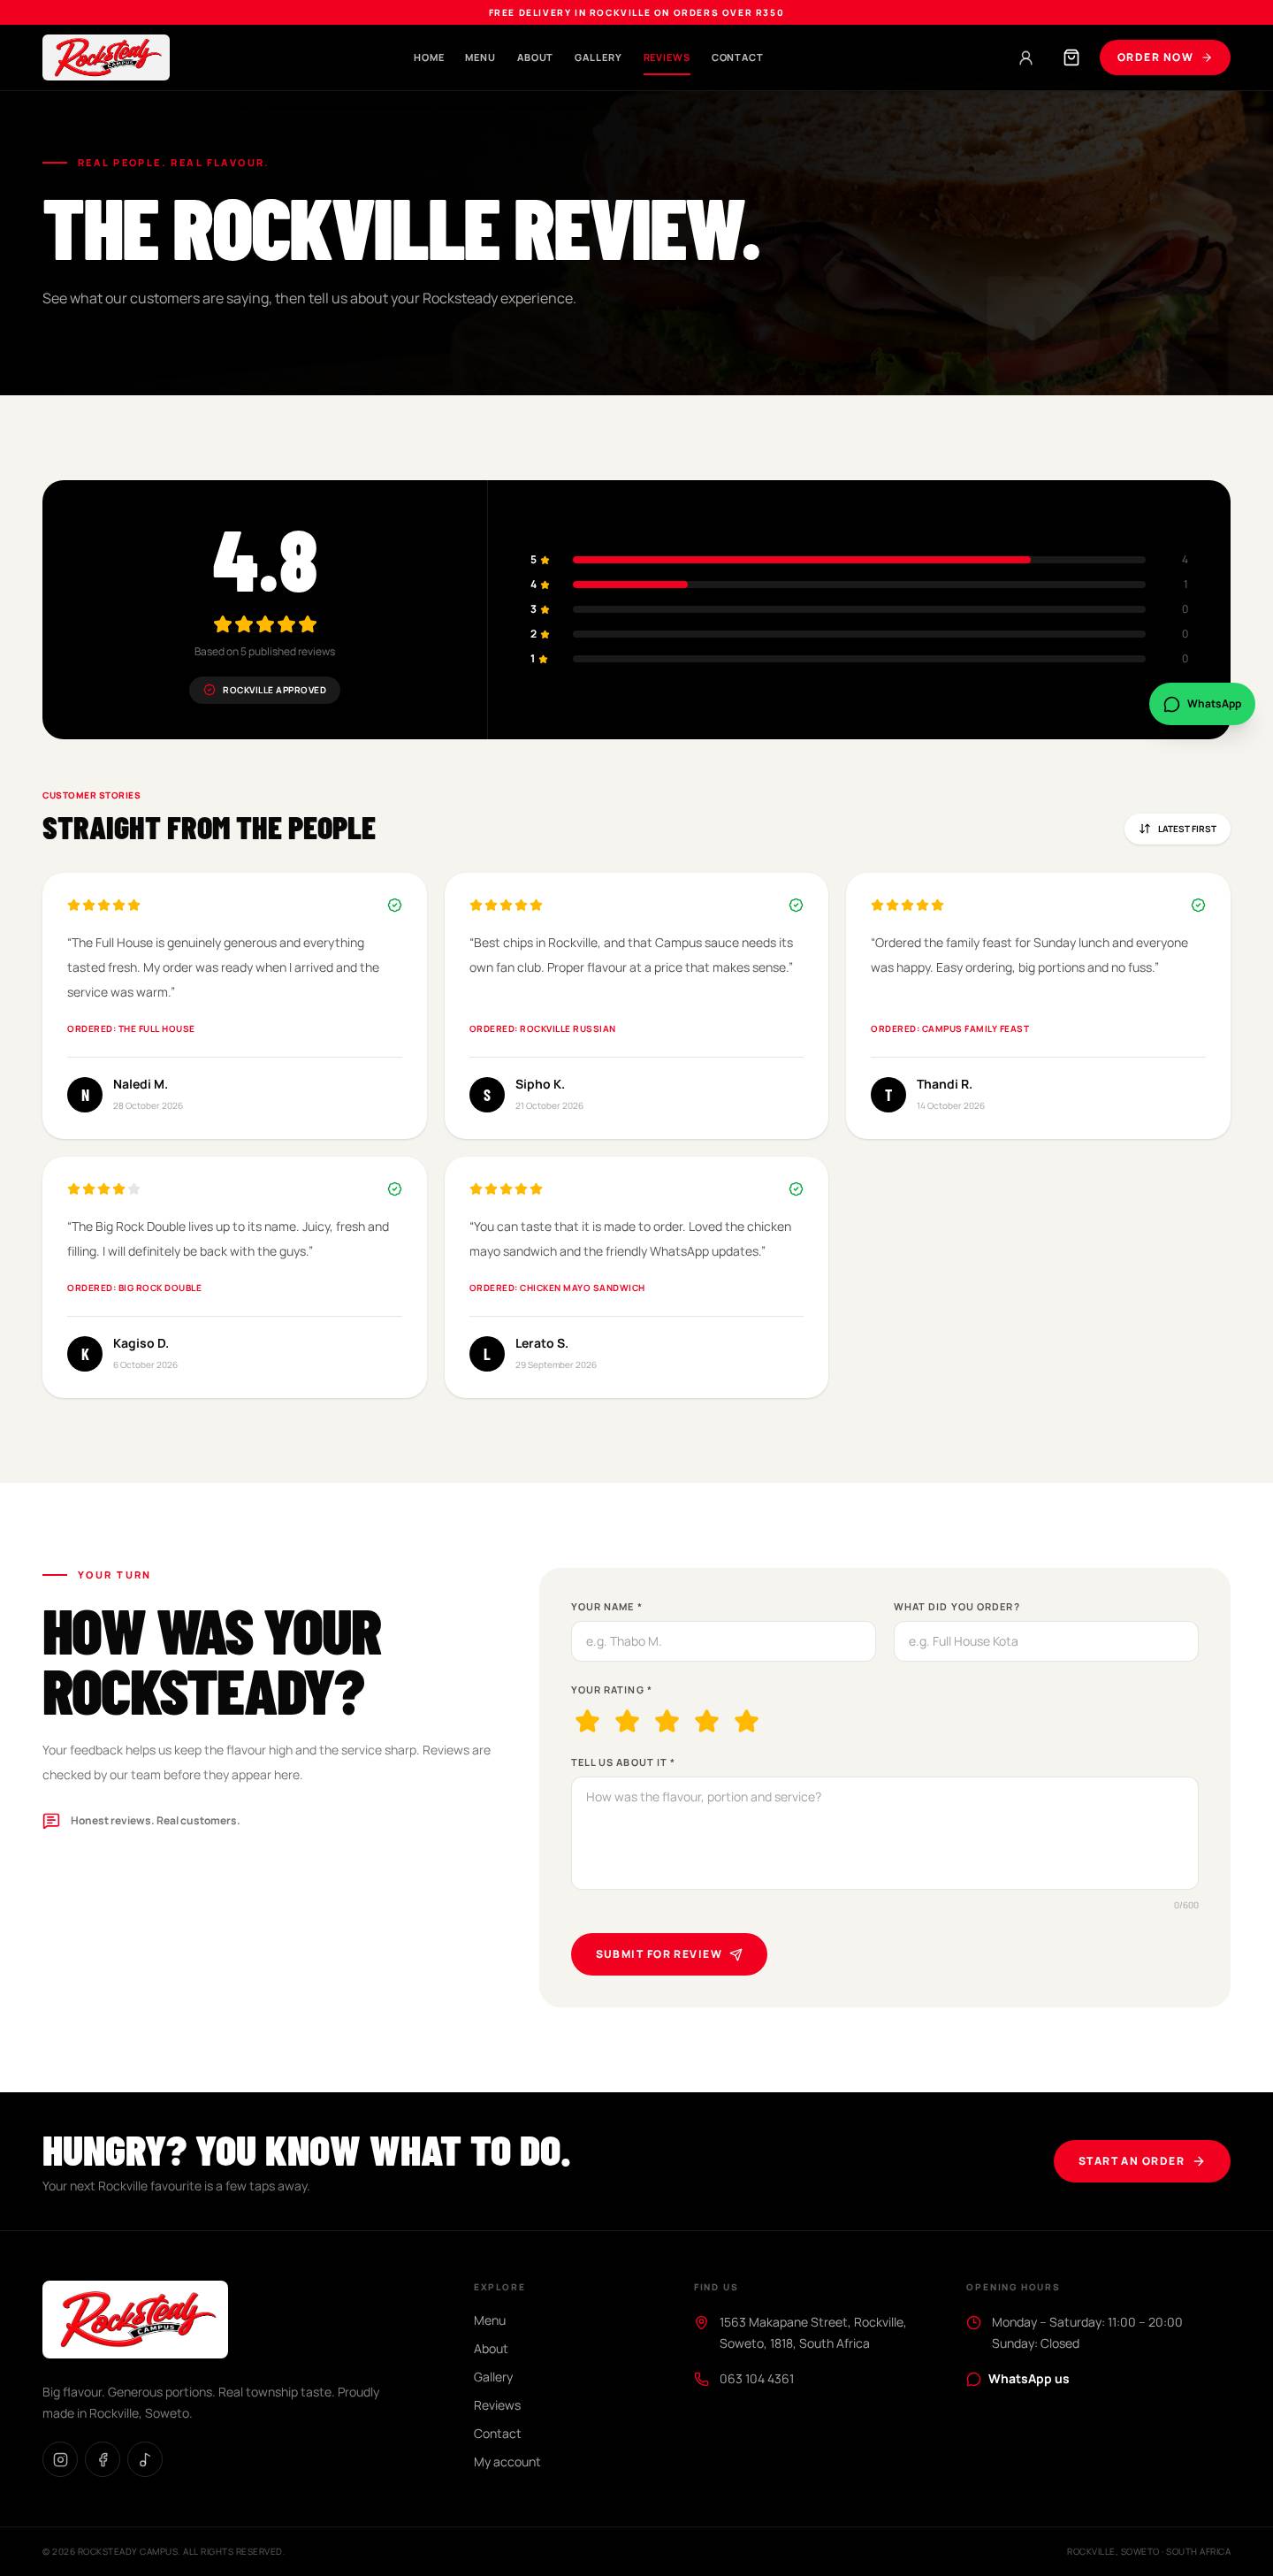 FREE DELIVERY IN ROCKVILLE ON ORDERS OVER R350
Rocksteady
CAMPUS
HOME
MENU
ABOUT
GALLERY
REVIEWS
CONTACT
ORDER NOW
REAL PEOPLE. REAL FLAVOUR.
THE ROCKVILLE REVIEW.
See what our customers are saying, then tell us about your Rocksteady experience.
4.8
Based on 5 published reviews
ROCKVILLE APPROVED
5
4
4
1
3
0
2
0
1
0
WhatsApp
CUSTOMER STORIES
STRAIGHT FROM THE PEOPLE
LATEST FIRST
“The Full House is genuinely generous and everything
tasted fresh. My order was ready when I arrived and the
service was warm.”
ORDERED: THE FULL HOUSE
N
Naledi M.
28 October 2026
“Best chips in Rockville, and that Campus sauce needs its
own fan club. Proper flavour at a price that makes sense.”
ORDERED: ROCKVILLE RUSSIAN
S
Sipho K.
21 October 2026
“Ordered the family feast for Sunday lunch and everyone
was happy. Easy ordering, big portions and no fuss.”
ORDERED: CAMPUS FAMILY FEAST
T
Thandi R.
14 October 2026
“The Big Rock Double lives up to its name. Juicy, fresh and
filling. I will definitely be back with the guys.”
ORDERED: BIG ROCK DOUBLE
K
Kagiso D.
6 October 2026
“You can taste that it is made to order. Loved the chicken
mayo sandwich and the friendly WhatsApp updates.”
ORDERED: CHICKEN MAYO SANDWICH
L
Lerato S.
29 September 2026
YOUR TURN
HOW WAS YOUR
ROCKSTEADY?
Your feedback helps us keep the flavour high and the service sharp. Reviews are
checked by our team before they appear here.
Honest reviews. Real customers.
YOUR NAME *
e.g. Thabo M.
WHAT DID YOU ORDER?
e.g. Full House Kota
YOUR RATING *
TELL US ABOUT IT *
How was the flavour, portion and service?
0/600
SUBMIT FOR REVIEW
HUNGRY? YOU KNOW WHAT TO DO.
Your next Rockville favourite is a few taps away.
START AN ORDER
Rocksteady
CAMPUS
Big flavour. Generous portions. Real township taste. Proudly
made in Rockville, Soweto.
EXPLORE
Menu
About
Gallery
Reviews
Contact
My account
FIND US
1563 Makapane Street, Rockville,
Soweto, 1818, South Africa
063 104 4361
OPENING HOURS
Monday – Saturday: 11:00 – 20:00
Sunday: Closed
WhatsApp us
© 2026 ROCKSTEADY CAMPUS. ALL RIGHTS RESERVED.
ROCKVILLE, SOWETO · SOUTH AFRICA